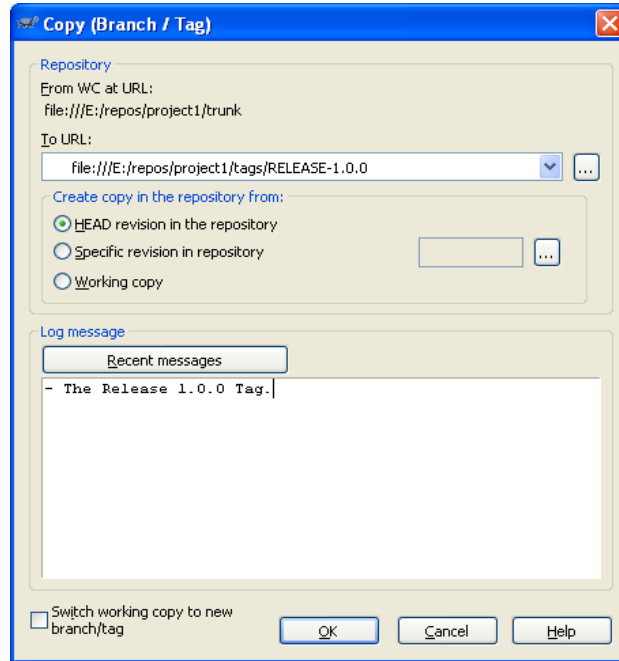 Copy (Branch / Tag)
Repository
From WC at URL:
file:///E:/repos/project1/trunk
To URL:
file:///E:/repos/project1/tags/RELEASE-1.0.0
...
Create copy in the repository from:
HEAD revision in the repository
Specific revision in repository
...
Working copy
Log message
Recent messages
- The Release 1.0.0 Tag.
Switch working copy to new
branch/tag
OK
Cancel
Help